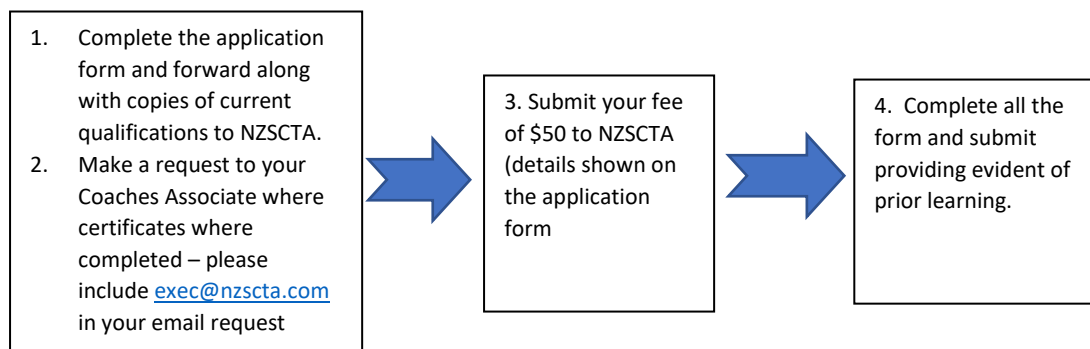 1. Complete the application
form and forward along
with copies of current
qualifications to NZSCTA.
2. Make a request to your
Coaches Associate where
certificates where
completed – please
include exec@nzscta.com
in your email request
3. Submit your fee
of $50 to NZSCTA
(details shown on
the application
form
4. Complete all the
form and submit
providing evident of
prior learning.